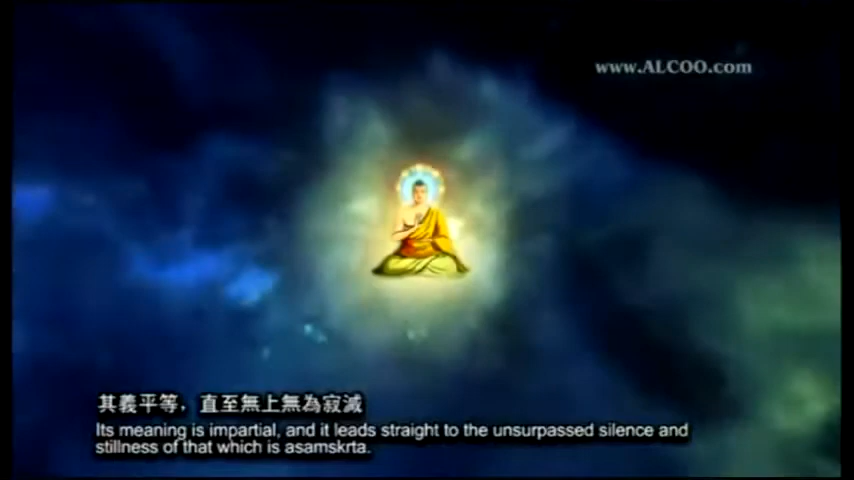 www.ALCOO.com
其義平等，直至無上無為寂滅
Its meaning is impartial, and it leads straight to the unsurpassed silence and
stillness of that which is asamskrta.